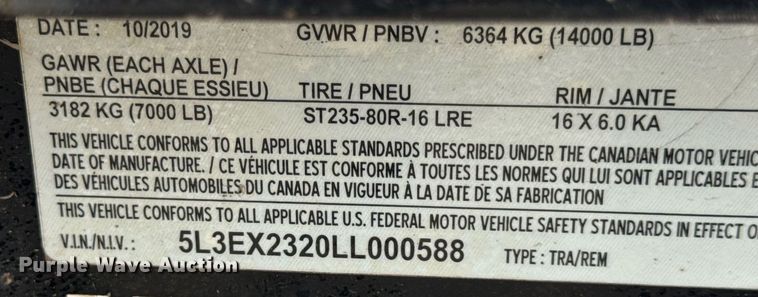 DATE : 10/2019 GVWR / PNBV : 6364 KG (14000 LB)
GAWR (EACH AXLE) /
PNBE (CHAQUE ESSIEU) TIRE / PNEU RIM / JANTE
3182 KG (7000 LB) ST235-80R-16 LRE 16 X 6.0 KA
THIS VEHICLE CONFORMS TO ALL APPLICABLE STANDARDS PRESCRIBED UNDER THE CANADIAN MOTOR VEHIC
DATE OF MANUFACTURE. / CE VÉHICULE EST CONFORME À TOUTES LES NORMES QUI LUI SONT APPLICABLES E
DES VÉHICULES AUTOMOBILES DU CANADA EN VIGUEUR À LA DATE DE SA FABRICATION
THIS VEHICLE CONFORMS TO ALL APPLICABLE U.S. FEDERAL MOTOR VEHICLE SAFETY STANDARDS IN EFFECT O
V.I.N./N.I.V. : 5L3EX2320LL000588 TYPE : TRA/REM
Purple Wave Auction